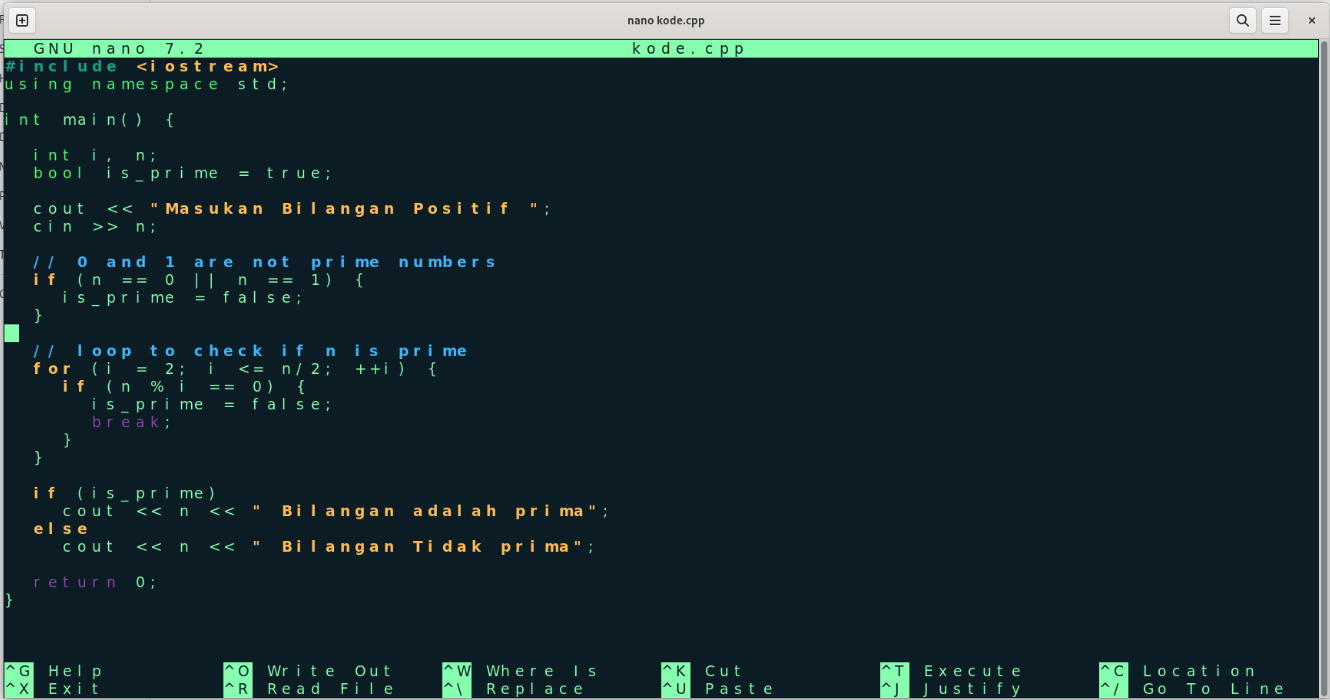 nano kode.cpp
GNU nano 7.2 kode.cpp
#include <iostream>
using namespace std;
int main() {
int i, n;
bool is_prime = true;
cout << "Masukan Bilangan Positif ";
cin >> n;
// 0 and 1 are not prime numbers
if (n == 0 || n == 1) {
is_prime = false;
}
// loop to check if n is prime
for (i = 2; i <= n/2; ++i) {
if (n % i == 0) {
is_prime = false;
break;
}
}
if (is_prime)
cout << n << " Bilangan adalah prima";
else
cout << n << " Bilangan Tidak prima";
return 0;
}
^G Help ^O Write Out ^W Where Is ^K Cut ^T Execute ^C Location
^X Exit ^R Read File ^\ Replace ^U Paste ^J Justify ^/ Go To Line